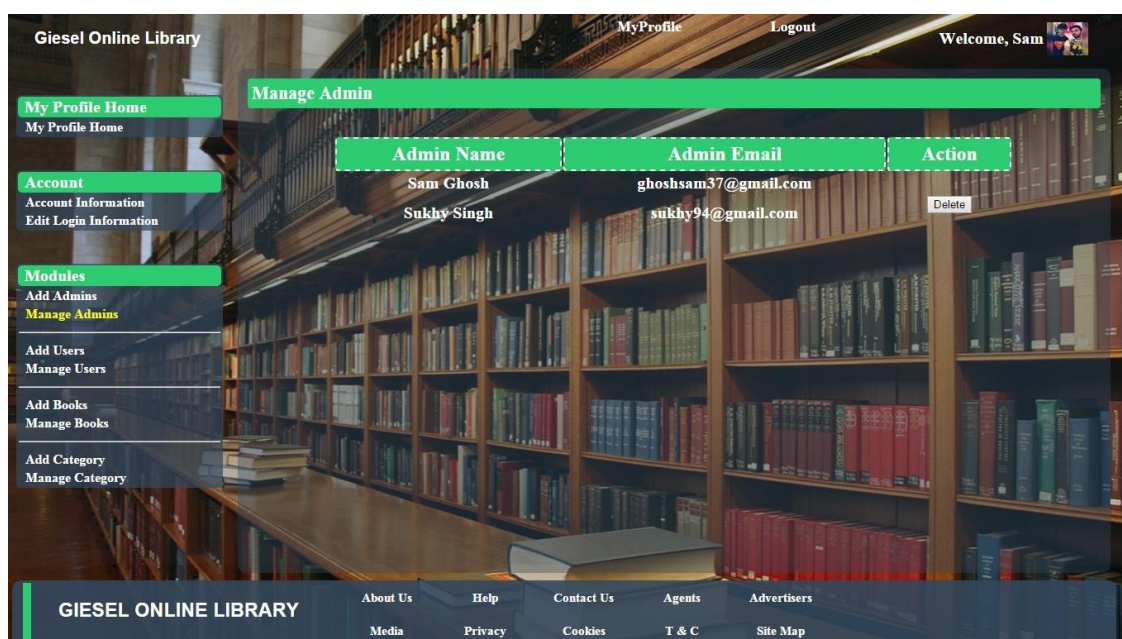 Giesel Online Library
MyProfile Logout
Welcome, Sam
My Profile Home
My Profile Home
Account
Account Information
Edit Login Information
Modules
Add Admins
Manage Admins
Add Users
Manage Users
Add Books
Manage Books
Add Category
Manage Category
Manage Admin
Admin Name Admin Email Action
Sam Ghosh ghoshsam37@gmail.com
Sukhy Singh sukhy94@gmail.com Delete
GIESEL ONLINE LIBRARY
About Us Help Contact Us Agents Advertisers
Media Privacy Cookies T & C Site Map